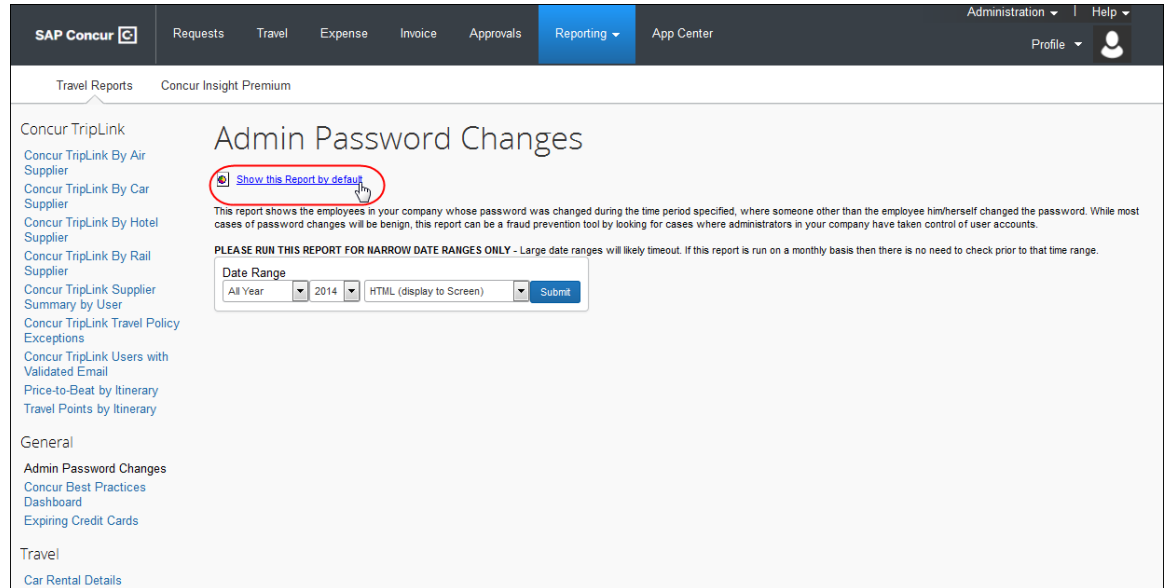 Administration | Help
SAP Concur C Requests Travel Expense Invoice Approvals Reporting App Center
Profile
Travel Reports Concur Insight Premium
Concur TripLink
Concur TripLink By Air
Supplier
Concur TripLink By Car
Supplier
Concur TripLink By Hotel
Supplier
Concur TripLink By Rail
Supplier
Concur TripLink Supplier
Summary by User
Concur TripLink Travel Policy
Exceptions
Concur TripLink Users with
Validated Email
Price-to-Beat by Itinerary
Travel Points by Itinerary
General
Admin Password Changes
Concur Best Practices
Dashboard
Expiring Credit Cards
Travel
Car Rental Details
Admin Password Changes
Show this Report by default
This report shows the employees in your company whose password was changed during the time period specified, where someone other than the employee him/herself changed the password. While most
cases of password changes will be benign, this report can be a fraud prevention tool by looking for cases where administrators in your company have taken control of user accounts.
PLEASE RUN THIS REPORT FOR NARROW DATE RANGES ONLY - Large date ranges will likely timeout. If this report is run on a monthly basis then there is no need to check prior to that time range.
Date Range
All Year 2014 HTML (display to Screen) Submit